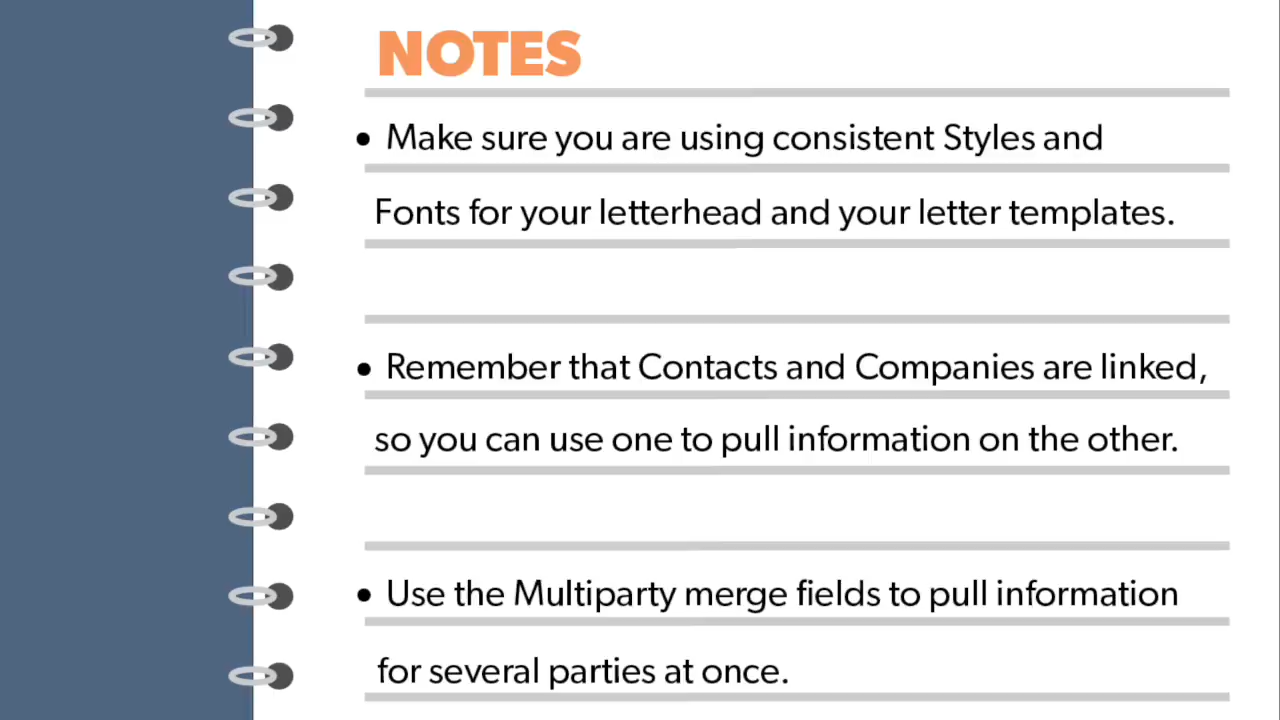 NOTES
• Make sure you are using consistent Styles and
Fonts for your letterhead and your letter templates.
• Remember that Contacts and Companies are linked,
so you can use one to pull information on the other.
• Use the Multiparty merge fields to pull information
for several parties at once.